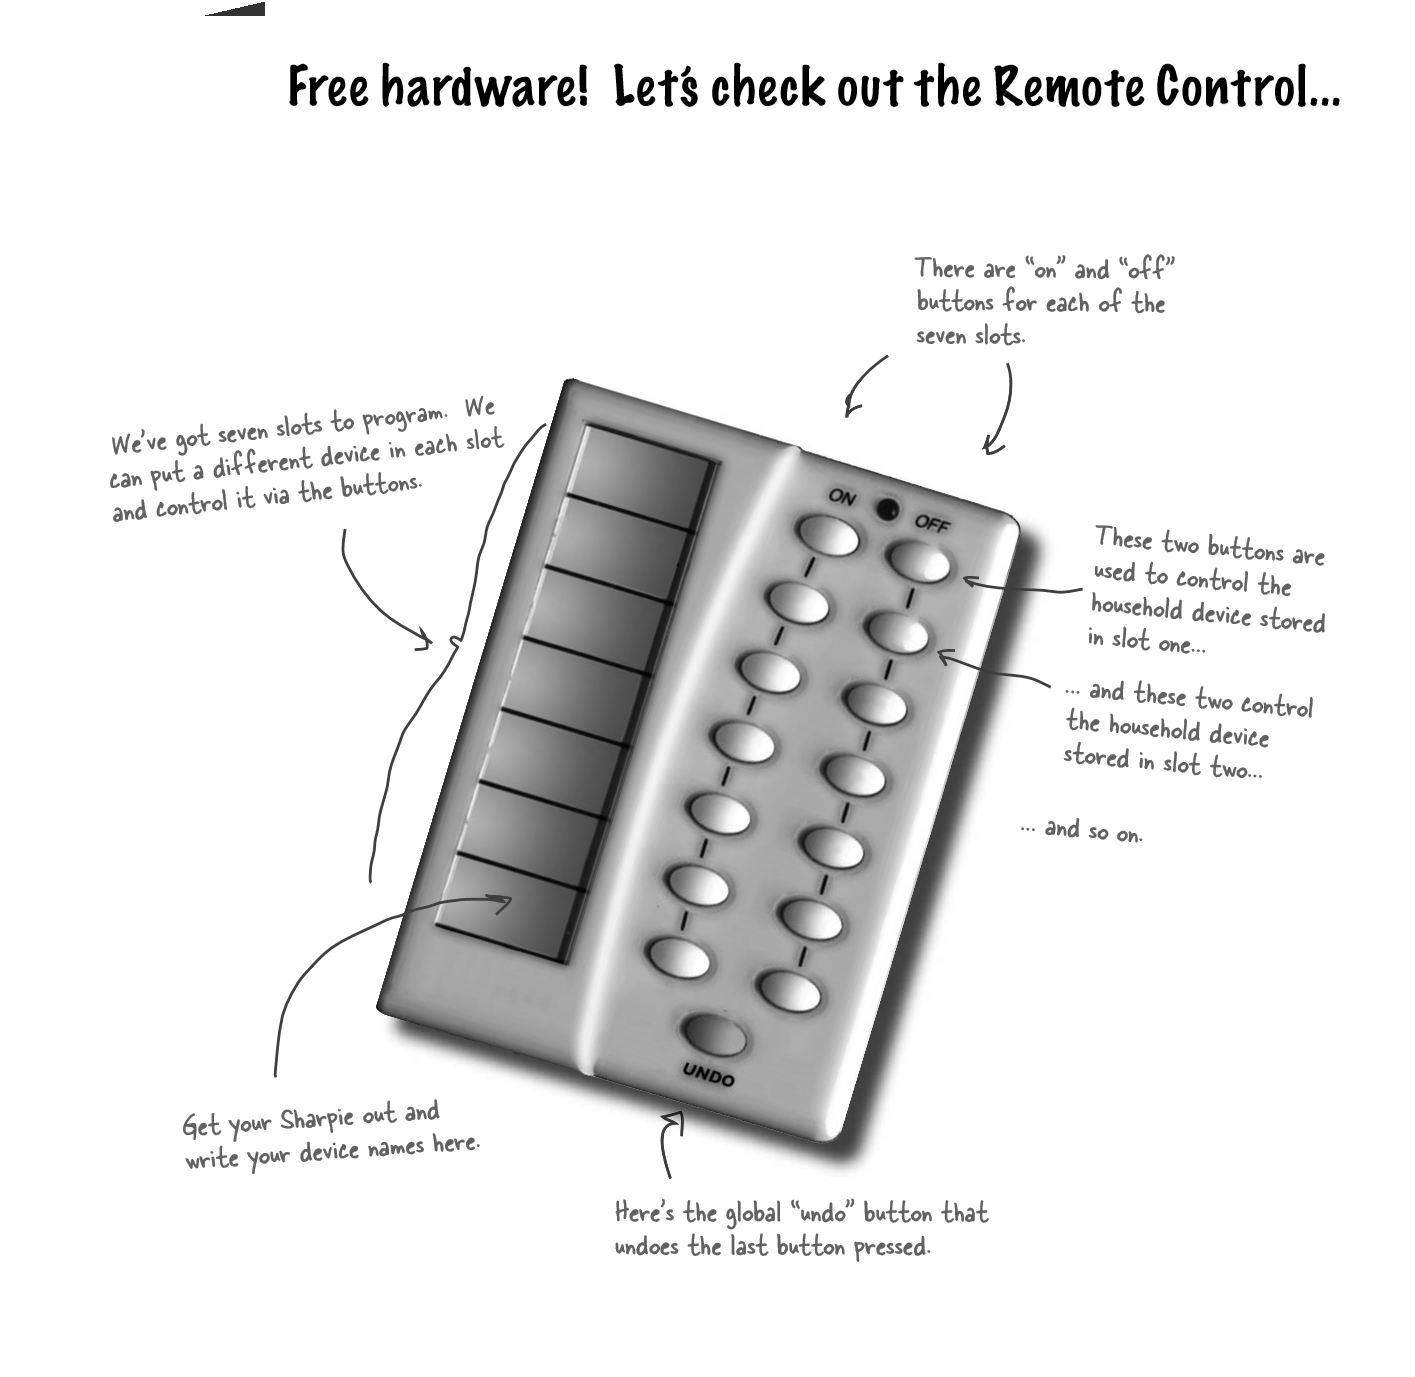 Free hardware! Let's check out the Remote Control...
There are “on” and “off”
buttons for each of the
seven slots.
We've got seven slots to program. We
can put a different device in each slot
and control it via the buttons.
ON
OFF
These two buttons are
used to control the
household device stored
in slot one...
... and these two control
the household device
stored in slot two...
... and so on.
UNDO
Get your Sharpie out and
write your device names here.
Here's the global “undo” button that
undoes the last button pressed.